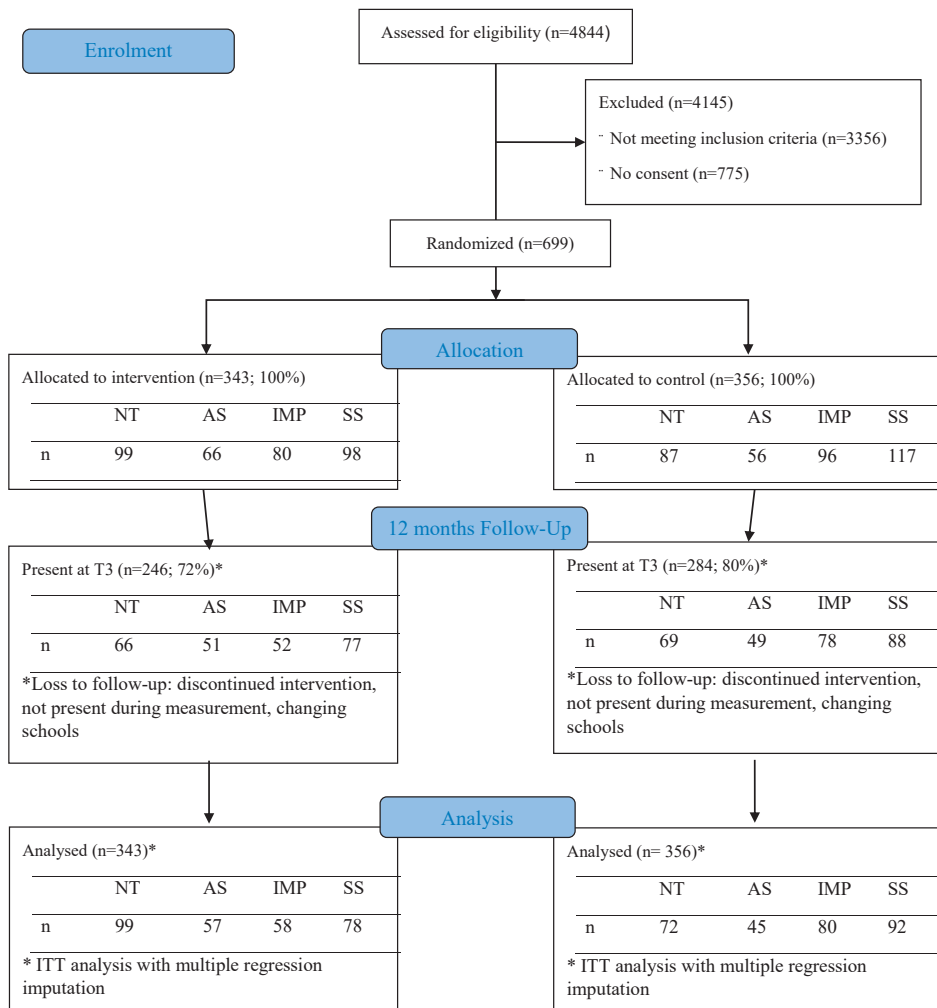 Assessed for eligibility (n=4844)
Enrolment
Excluded (n=4145)
¨ Not meeting inclusion criteria (n=3356)
¨ No consent (n=775)
Randomized (n=699)
Allocation
Allocated to intervention (n=343; 100%)
NT AS IMP SS
n 99 66 80 98
Allocated to control (n=356; 100%)
NT AS IMP SS
n 87 56 96 117
12 months Follow-Up
Present at T3 (n=246; 72%)*
NT AS IMP SS
n 66 51 52 77
*Loss to follow-up: discontinued intervention,
not present during measurement, changing
schools
Present at T3 (n=284; 80%)*
NT AS IMP SS
n 69 49 78 88
*Loss to follow-up: discontinued intervention,
not present during measurement, changing
schools
Analysis
Analysed (n=343)*
NT AS IMP SS
n 99 57 58 78
* ITT analysis with multiple regression
imputation
Analysed (n= 356)*
NT AS IMP SS
n 72 45 80 92
* ITT analysis with multiple regression
imputation